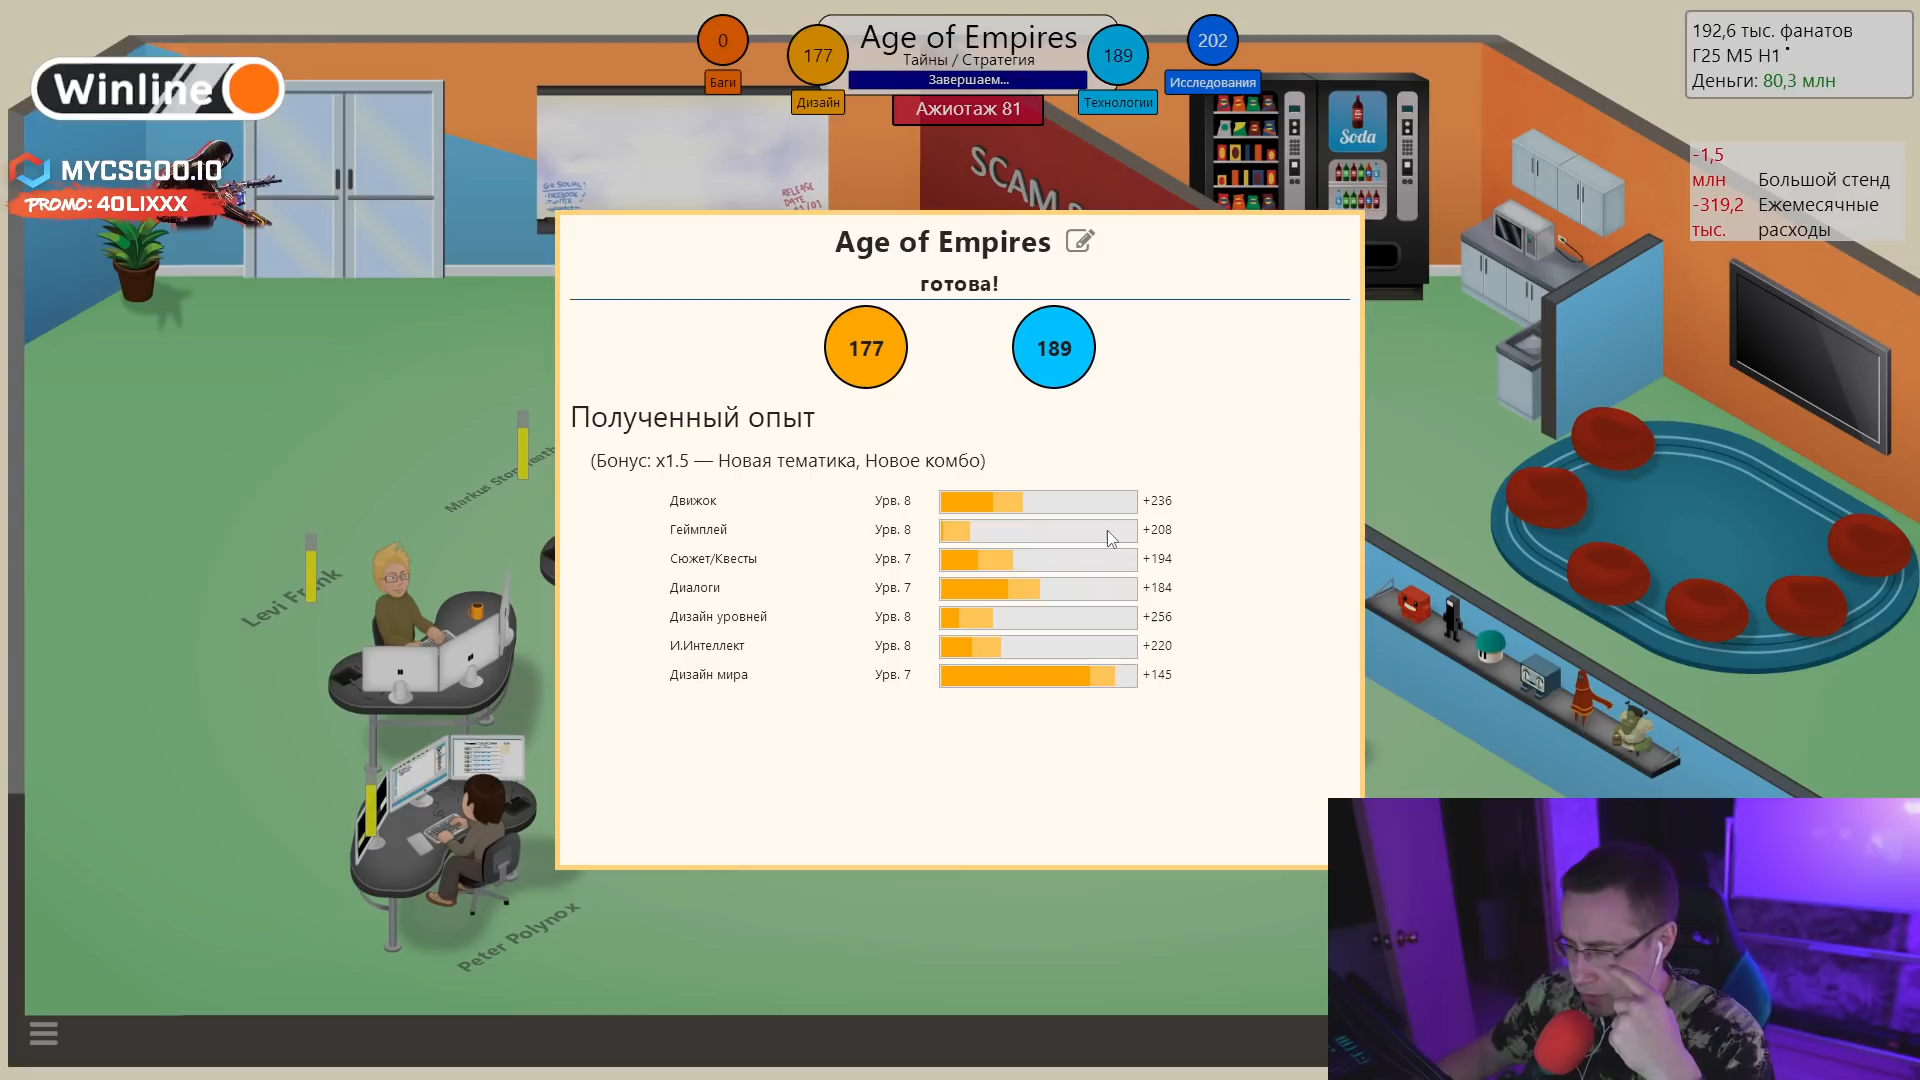 0
Баги
177
Дизайн
Age of Empires
Тайны / Стратегия
Завершаем...
Ажиотаж 81
189
Технологии
202
Исследования
192,6 тыс. фанатов
Г25 М5 Н1
Деньги: 80,3 млн
-1,5 млн Большой стенд
-319,2 тыс. Ежемесячные расходы
Winline
MYCSGOO.IO
PROMO: 40LIXXX
GO SOCIAL!
RELEASE
DATE
SCAM
Soda
Age of Empires
готова!
177
189
Полученный опыт
(Бонус: x1.5 — Новая тематика, Новое комбо)
Движок Урв. 8 +236
Геймплей Урв. 8 +208
Сюжет/Квесты Урв. 7 +194
Диалоги Урв. 7 +184
Дизайн уровней Урв. 8 +256
И.Интеллект Урв. 8 +220
Дизайн мира Урв. 7 +145
Levi Frank
Peter Polynox